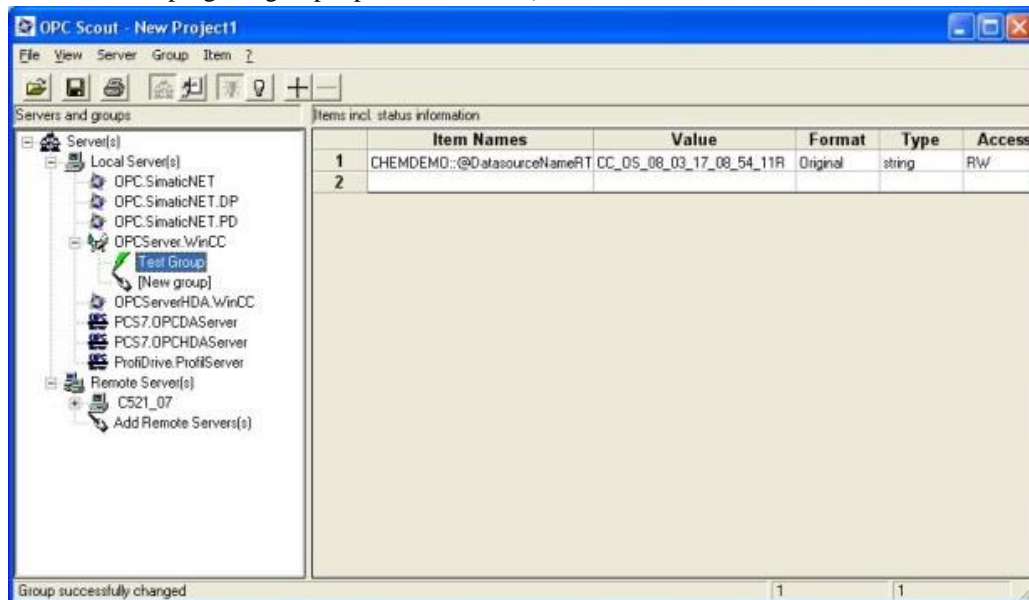 OPC Scout - New Project1
File View Server Group Item ?
Servers and groups
Items incl. status information
Server(s)
Local Server(s)
OPC.SimaticNET
OPC.SimaticNET.DP
OPC.SimaticNET.PD
OPCServer.WinCC
Test Group
[New group]
OPCServerHDA.WinCC
PCS7.OPCDAServer
PCS7.OPCHDAServer
ProfiDrive.ProfilServer
Remote Server(s)
C521_07
Add Remote Servers(s)
Item Names Value Format Type Access
1 CHEMDEMO::@DatasourceNameRT CC_OS_08_03_17_08_54_11R Original string RW
2
Group successfully changed 1 1